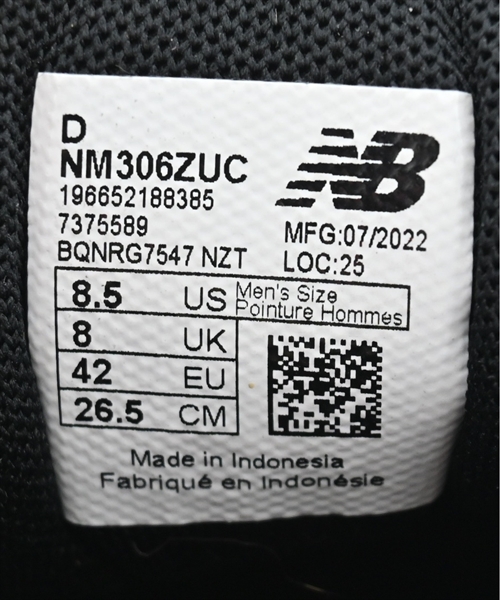 D
NM306ZUC
196652188385
7375589
BQNRG7547 NZT
NB
MFG:07/2022
LOC:25
8.5 US Men's Size
Pointure Hommes
8 UK
42 EU
26.5 CM
Made in Indonesia
Fabriqué en Indonésie